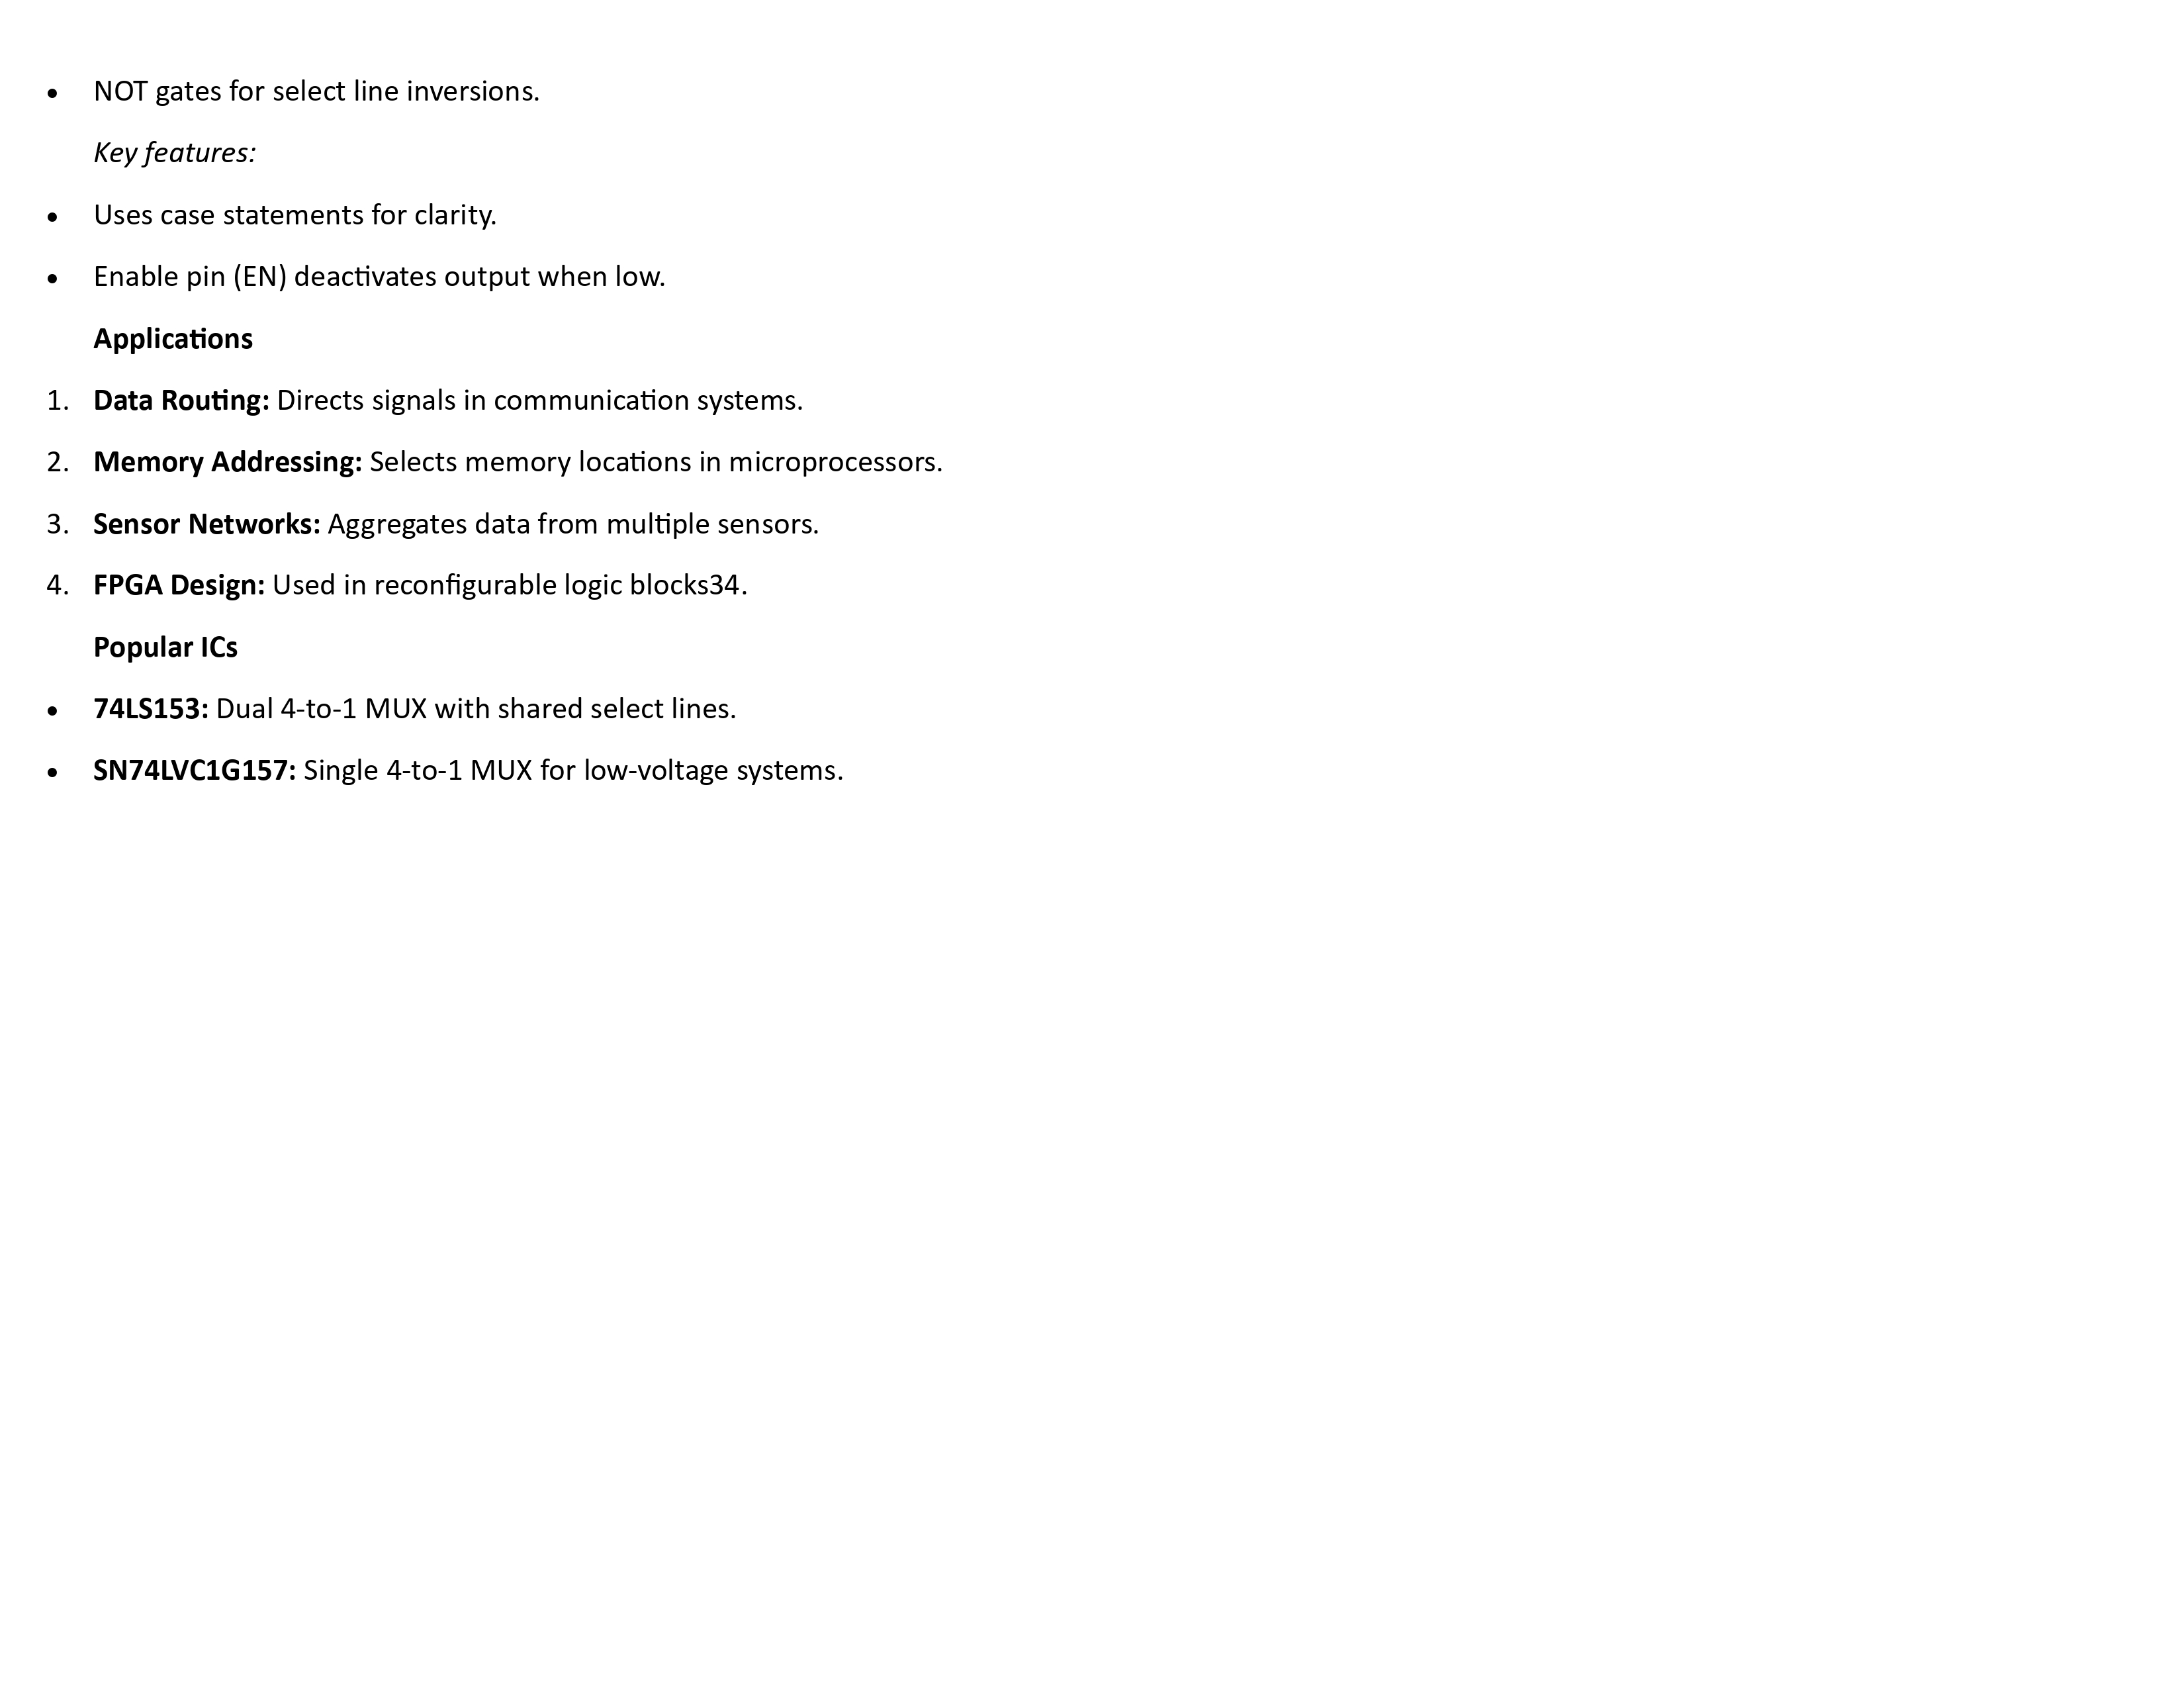 • NOT gates for select line inversions.
Key features:
• Uses case statements for clarity.
• Enable pin (EN) deactivates output when low.
Applications
1. Data Routing: Directs signals in communication systems.
2. Memory Addressing: Selects memory locations in microprocessors.
3. Sensor Networks: Aggregates data from multiple sensors.
4. FPGA Design: Used in reconfigurable logic blocks34.
Popular ICs
• 74LS153: Dual 4-to-1 MUX with shared select lines.
• SN74LVC1G157: Single 4-to-1 MUX for low-voltage systems.